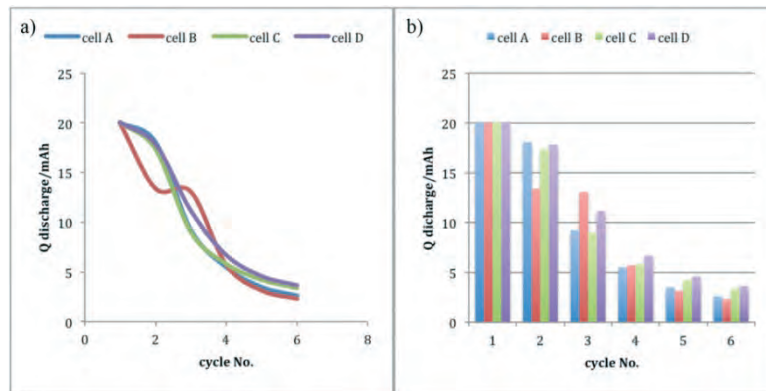 a)
cell A cell B cell C cell D
25
20
15
10
5
0
0 2 4 6 8
Q discharge/mAh
cycle No.
b)
cell A cell B cell C cell D
25
20
15
10
5
0
1 2 3 4 5 6
Q dicharge/mAh
cycle No.